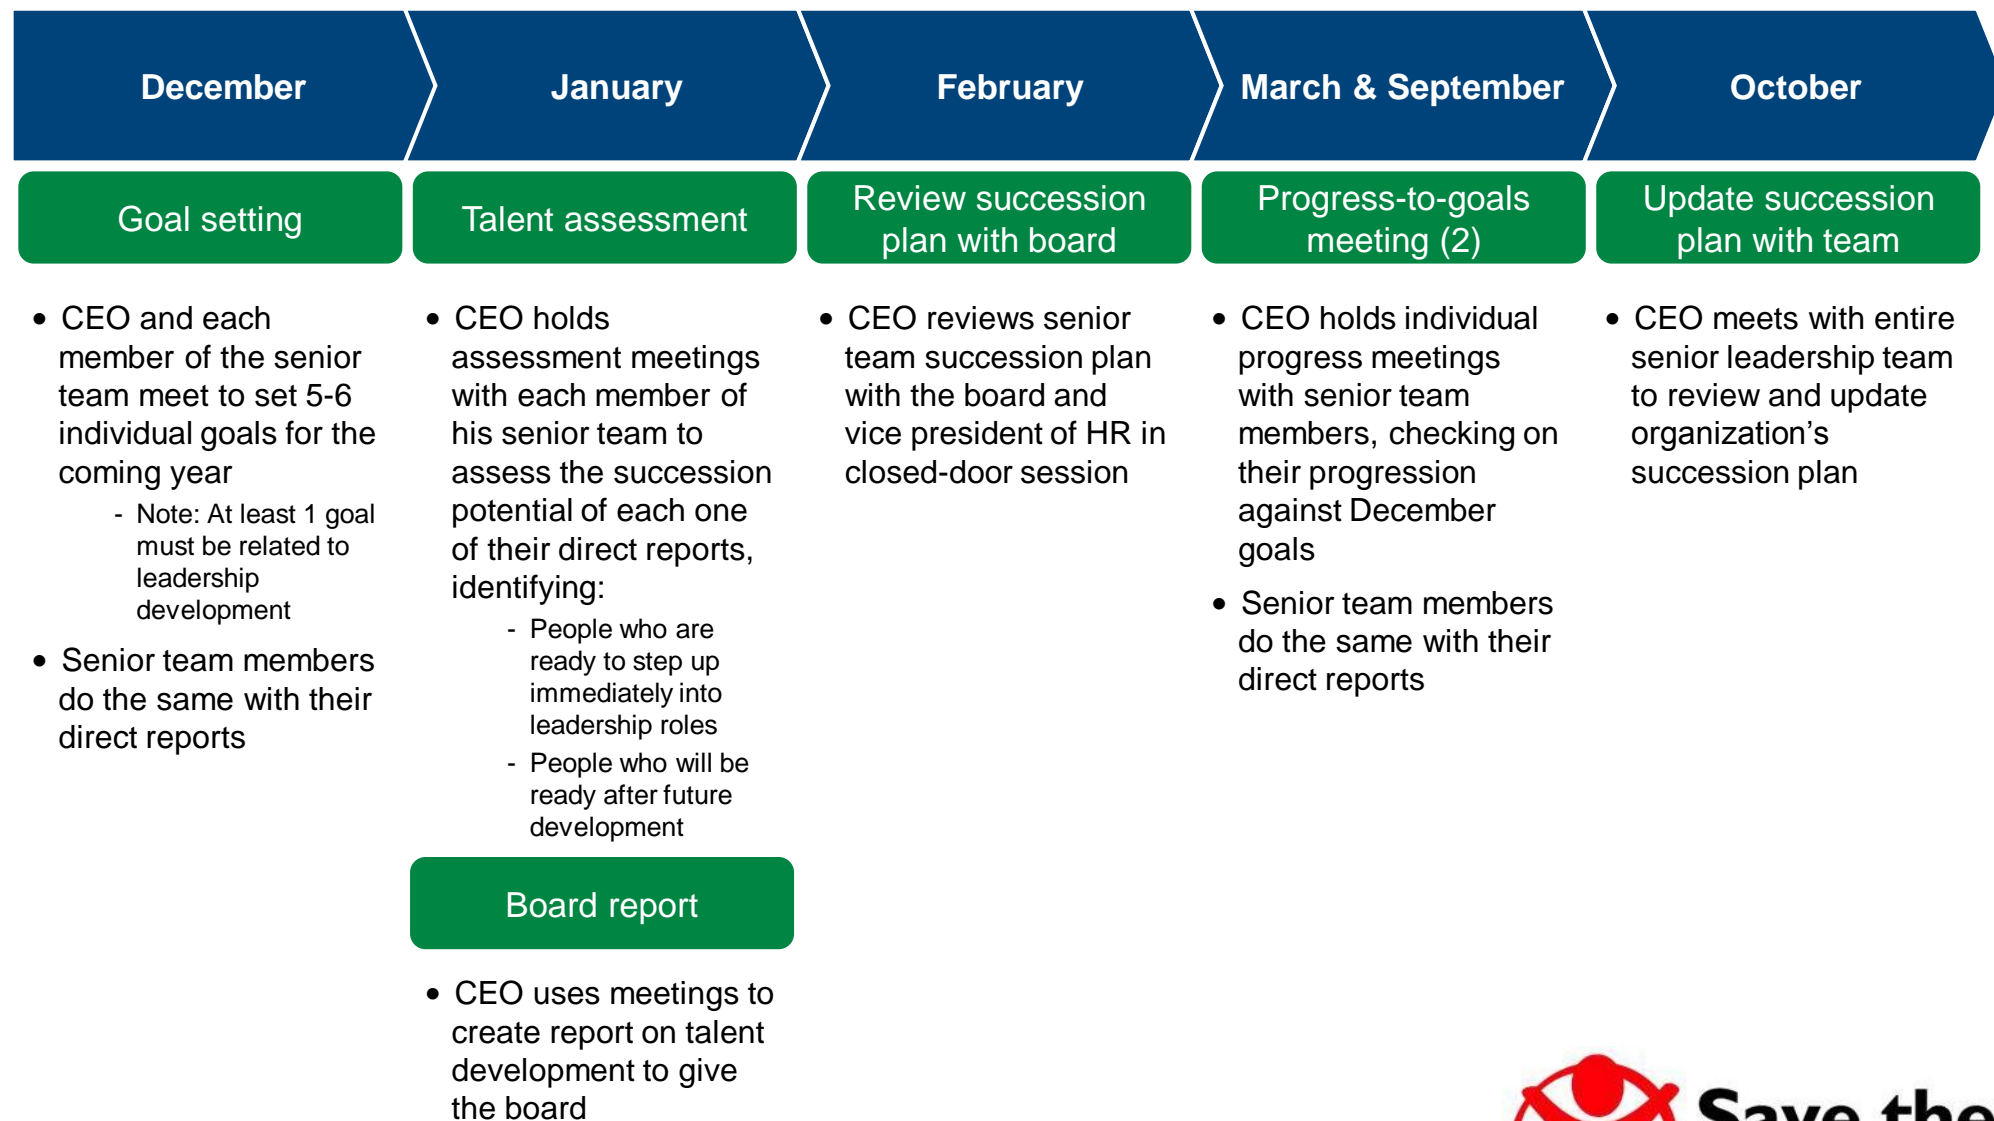 December
January
February
March & September
October
Goal setting
Talent assessment
Review succession
plan with board
Progress-to-goals
meeting (2)
Update succession
plan with team
• CEO and each
member of the senior
team meet to set 5-6
individual goals for the
coming year
- Note: At least 1 goal
must be related to
leadership
development
• Senior team members
do the same with their
direct reports
• CEO holds
assessment meetings
with each member of
his senior team to
assess the succession
potential of each one
of their direct reports,
identifying:
- People who are
ready to step up
immediately into
leadership roles
- People who will be
ready after future
development
Board report
• CEO uses meetings to
create report on talent
development to give
the board
• CEO reviews senior
team succession plan
with the board and
vice president of HR in
closed-door session
• CEO holds individual
progress meetings
with senior team
members, checking on
their progression
against December
goals
• Senior team members
do the same with their
direct reports
• CEO meets with entire
senior leadership team
to review and update
organization’s
succession plan
Save the